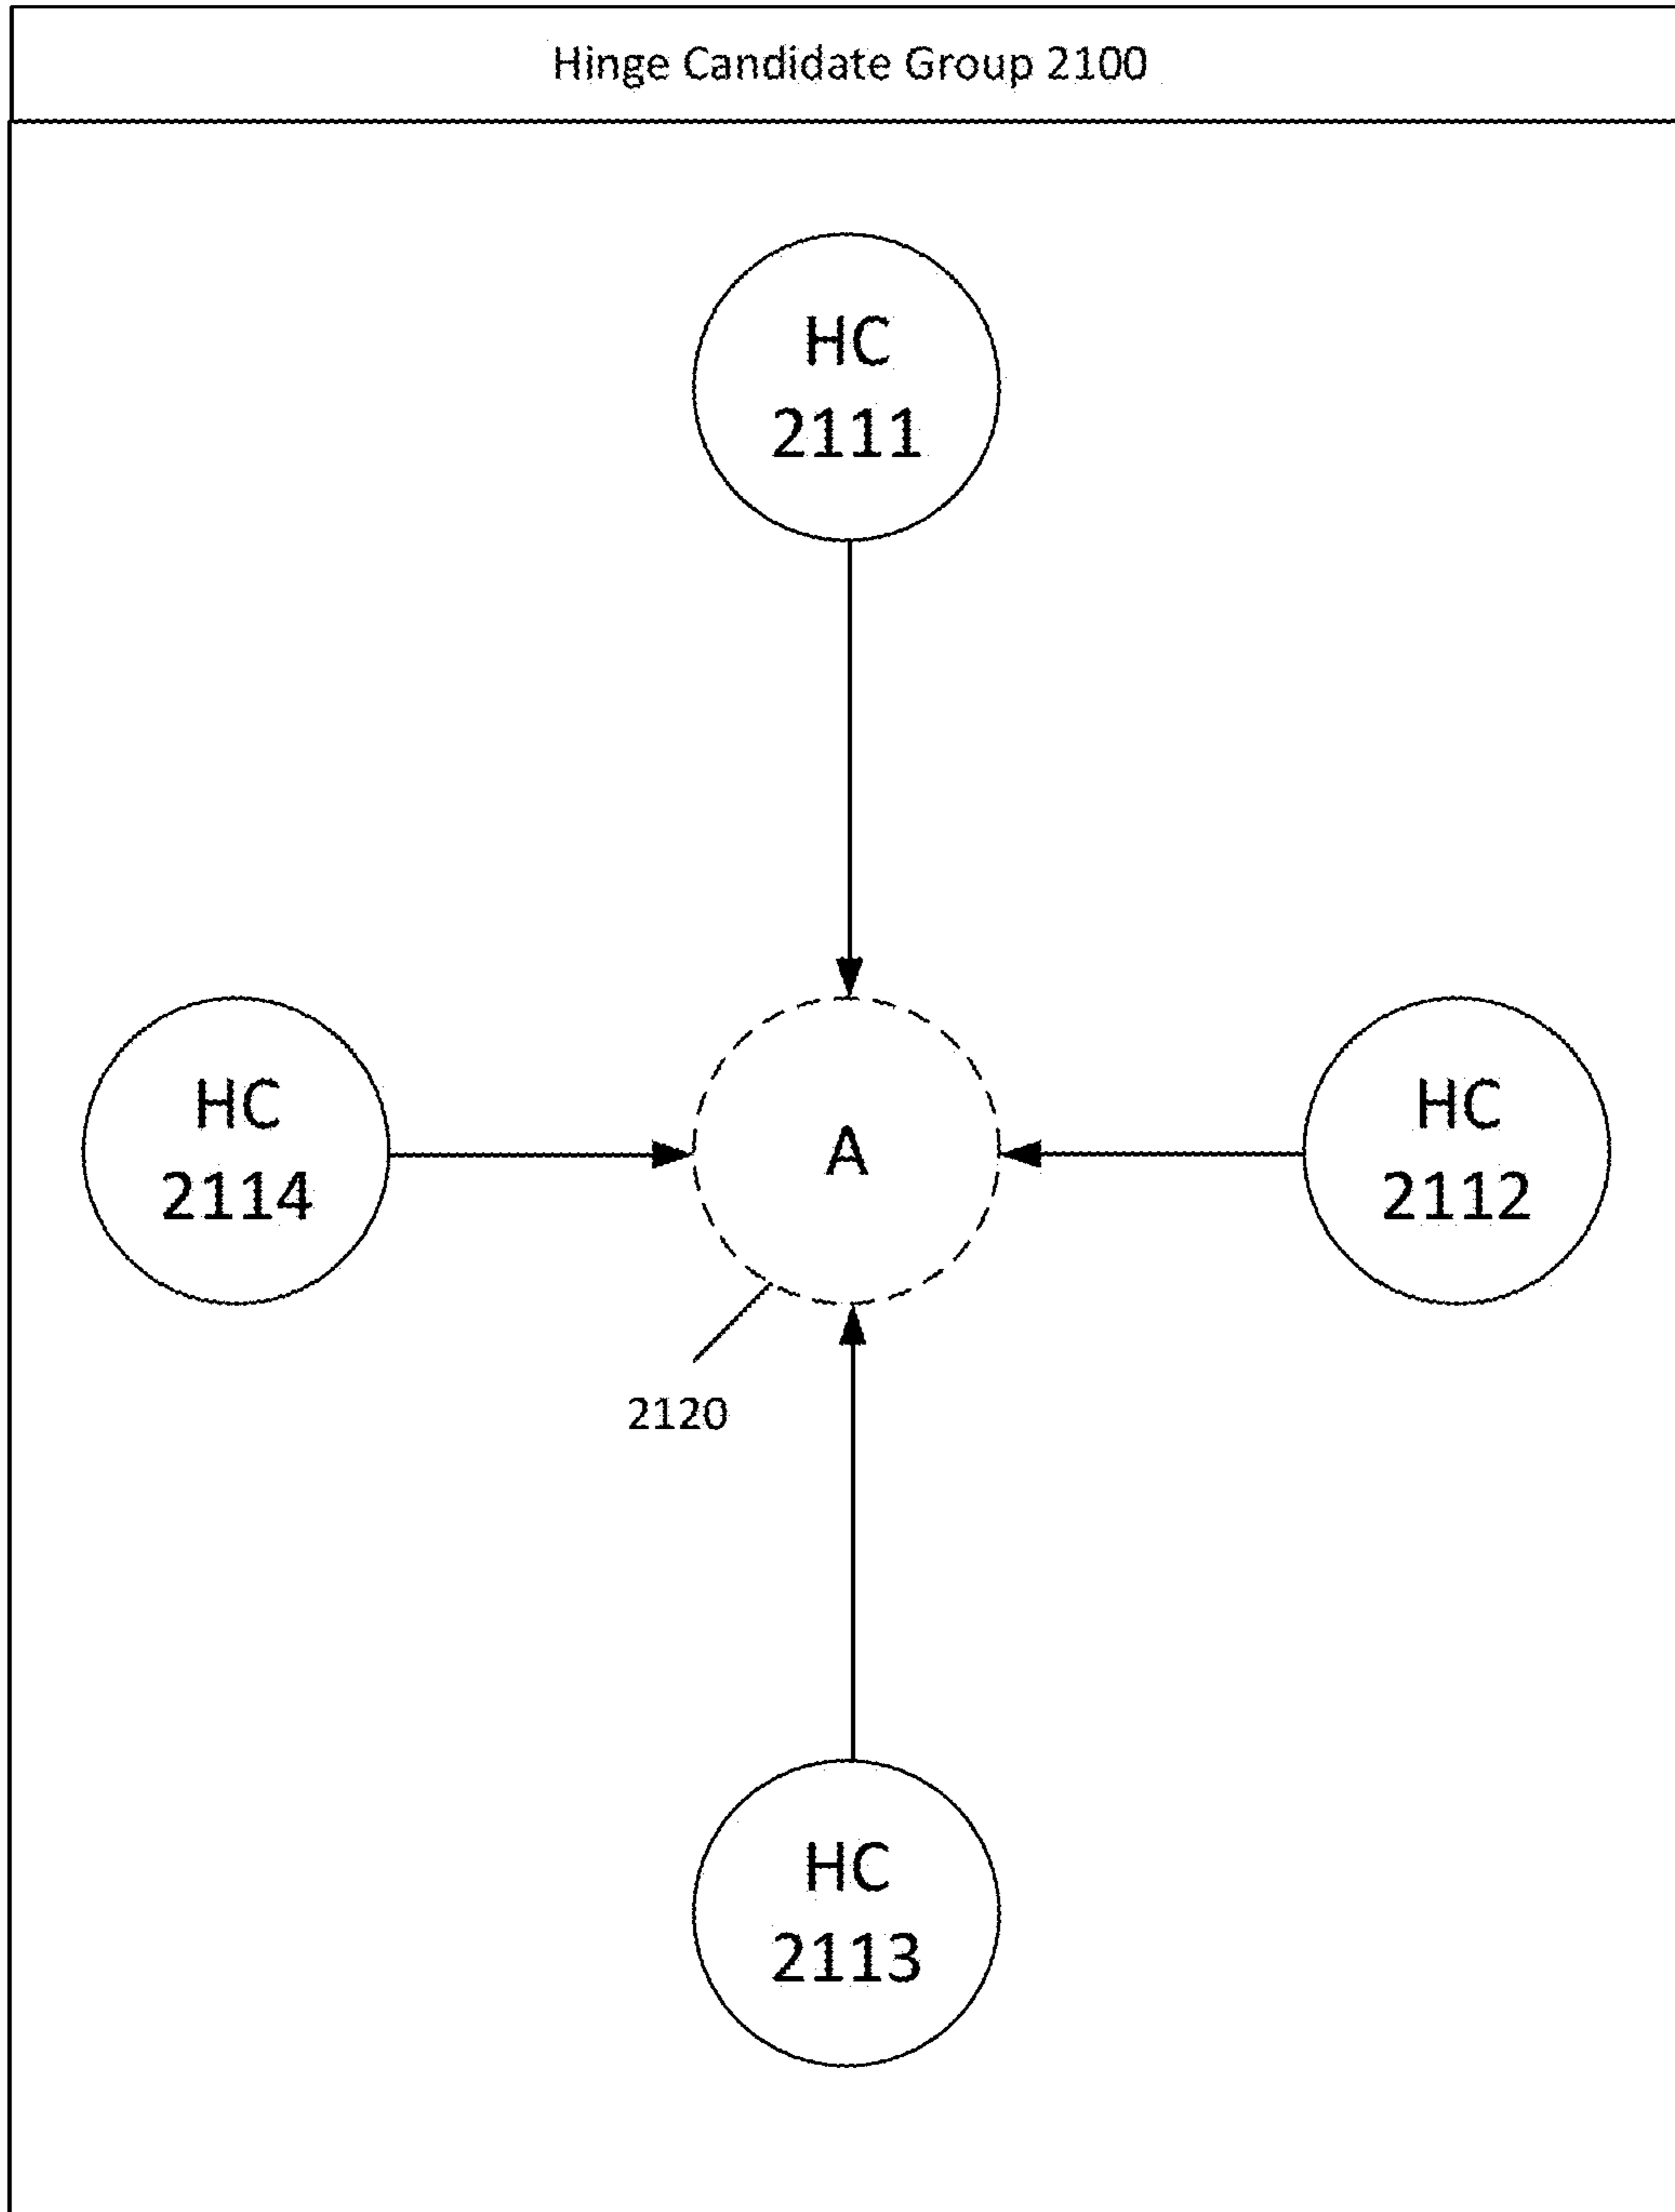 Hinge Candidate Group 2100
HC
2111
HC
2114
A
HC
2112
2120
HC
2113